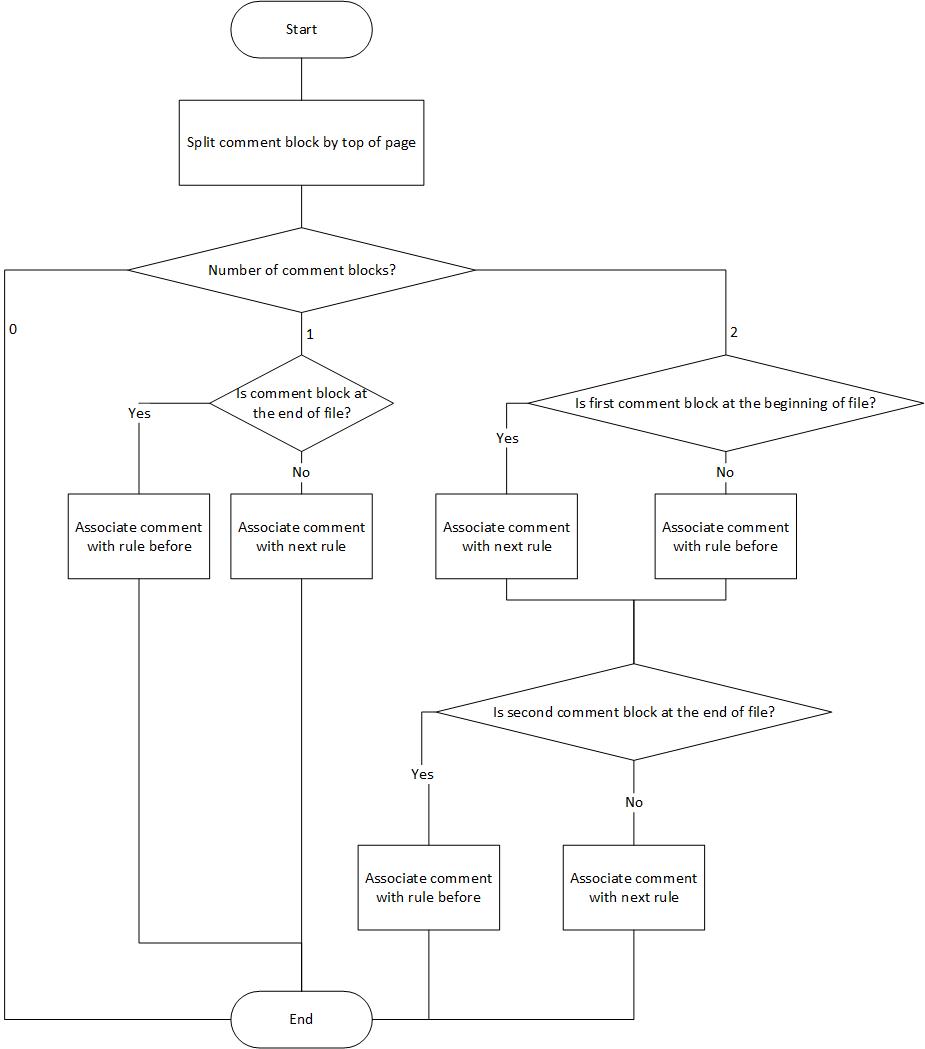 Start
Split comment block by top of page
Number of comment blocks?
0
1
2
Is comment block at
the end of file?
Is first comment block at the beginning of file?
Yes
Yes
No
No
Associate comment
with rule before
Associate comment
with next rule
Associate comment
with next rule
Associate comment
with rule before
Is second comment block at the end of file?
Yes
No
Associate comment
with rule before
Associate comment
with next rule
End